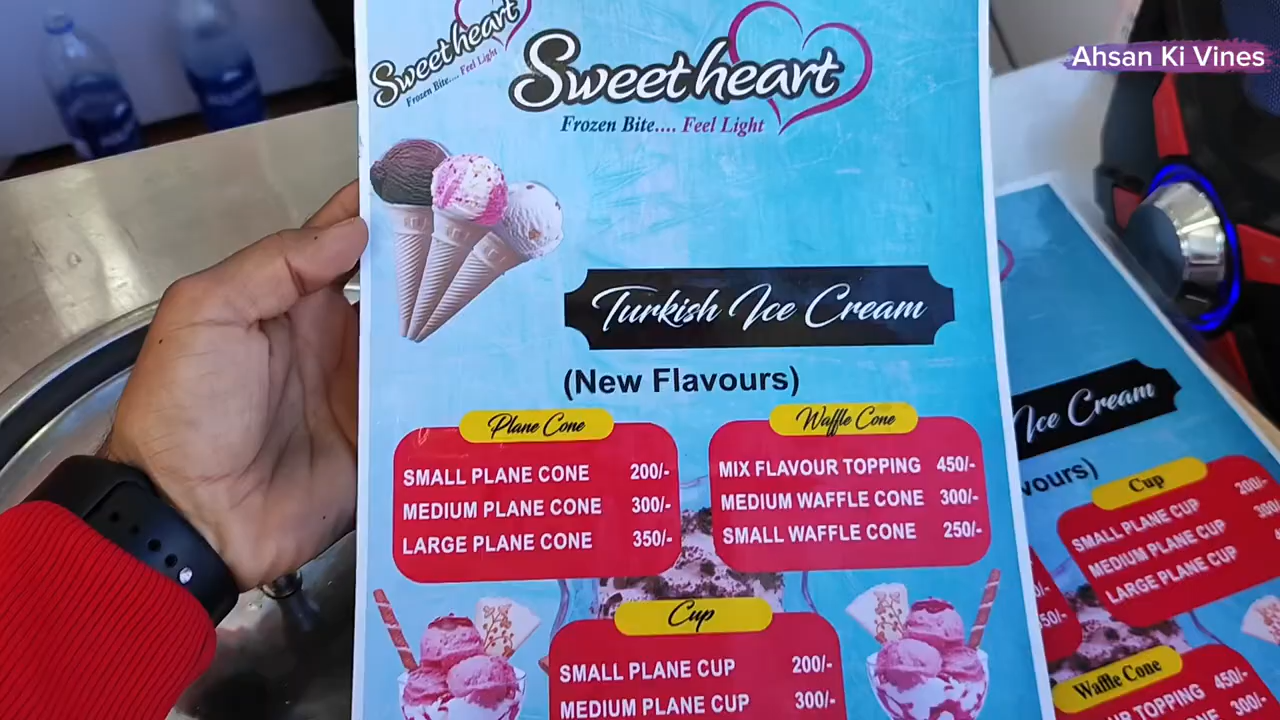 Ahsan Ki Vines
Sweetheart
Frozen Bite.... Feel Light
Sweetheart
Frozen Bite.... Feel Light
Turkish Ice Cream
(New Flavours)
Plane Cone
SMALL PLANE CONE 200/-
MEDIUM PLANE CONE 300/-
LARGE PLANE CONE 350/-
Waffle Cone
MIX FLAVOUR TOPPING 450/-
MEDIUM WAFFLE CONE 300/-
SMALL WAFFLE CONE 250/-
Cup
SMALL PLANE CUP 200/-
MEDIUM PLANE CUP 300/-
Ice Cream
Cup
SMALL PLANE CUP 200/-
MEDIUM PLANE CUP
LARGE PLANE CUP
Waffle Cone
TOPPING 450/-